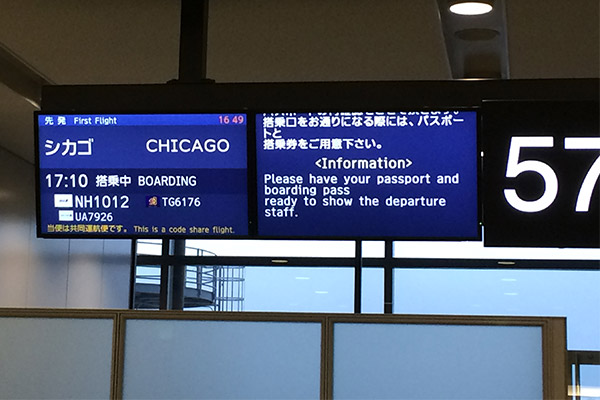 先発 First Flight 16 49
シカゴ CHICAGO
17:10 搭乗中 BOARDING
NH1012 TG6176
UA7926
当便は共同運航便です。 This is a code share flight.
搭乗口をお通りになる際には、パスポー
トと
搭乗券をご用意下さい。
<Information>
Please have your passport and
boarding pass
ready to show the departure
staff.
57